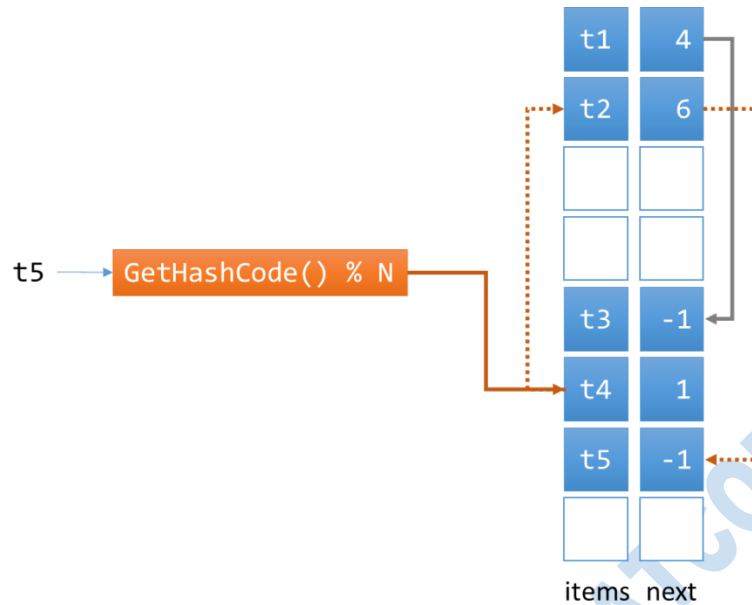 t1 4
t2 6
t5 GetHashCode() % N
t3 -1
t4 1
t5 -1
items next